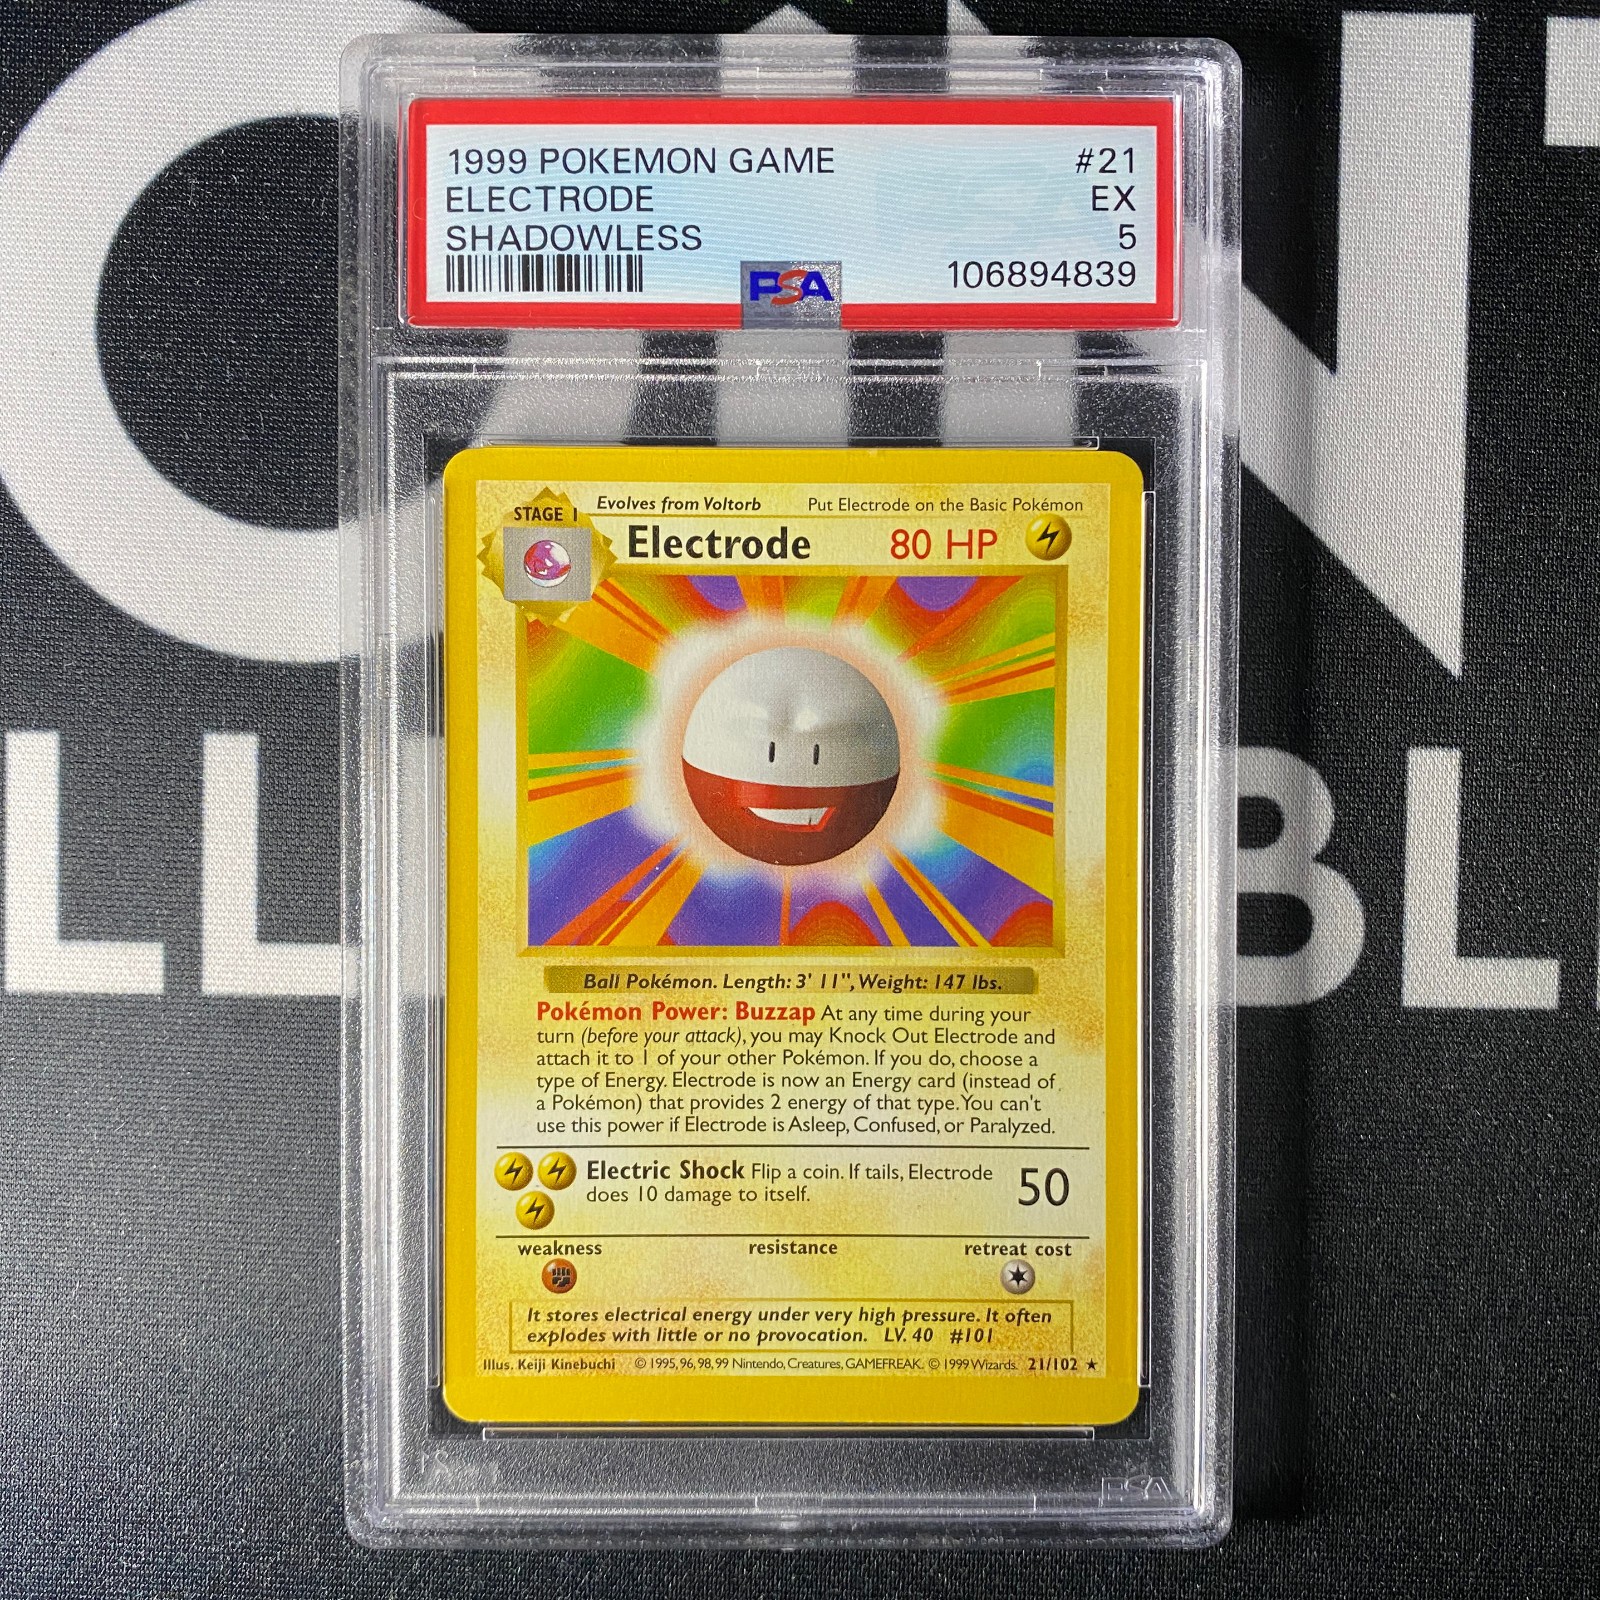 1999 POKEMON GAME #21
ELECTRODE EX
SHADOWLESS 5
PSA 106894839
STAGE 1
Evolves from Voltorb Put Electrode on the Basic Pokémon
Electrode 80 HP
Ball Pokémon. Length: 3' 11", Weight: 147 lbs.
Pokémon Power: Buzzap At any time during your
turn (before your attack), you may Knock Out Electrode and
attach it to 1 of your other Pokémon. If you do, choose a
type of Energy. Electrode is now an Energy card (instead of
a Pokémon) that provides 2 energy of that type. You can't
use this power if Electrode is Asleep, Confused, or Paralyzed.
Electric Shock Flip a coin. If tails, Electrode 50
does 10 damage to itself.
weakness resistance retreat cost
It stores electrical energy under very high pressure. It often
explodes with little or no provocation. LV. 40 #101
Illus. Keiji Kinebuchi © 1995, 96, 98, 99 Nintendo, Creatures, GAMEFREAK. © 1999 Wizards. 21/102 ★
PSA